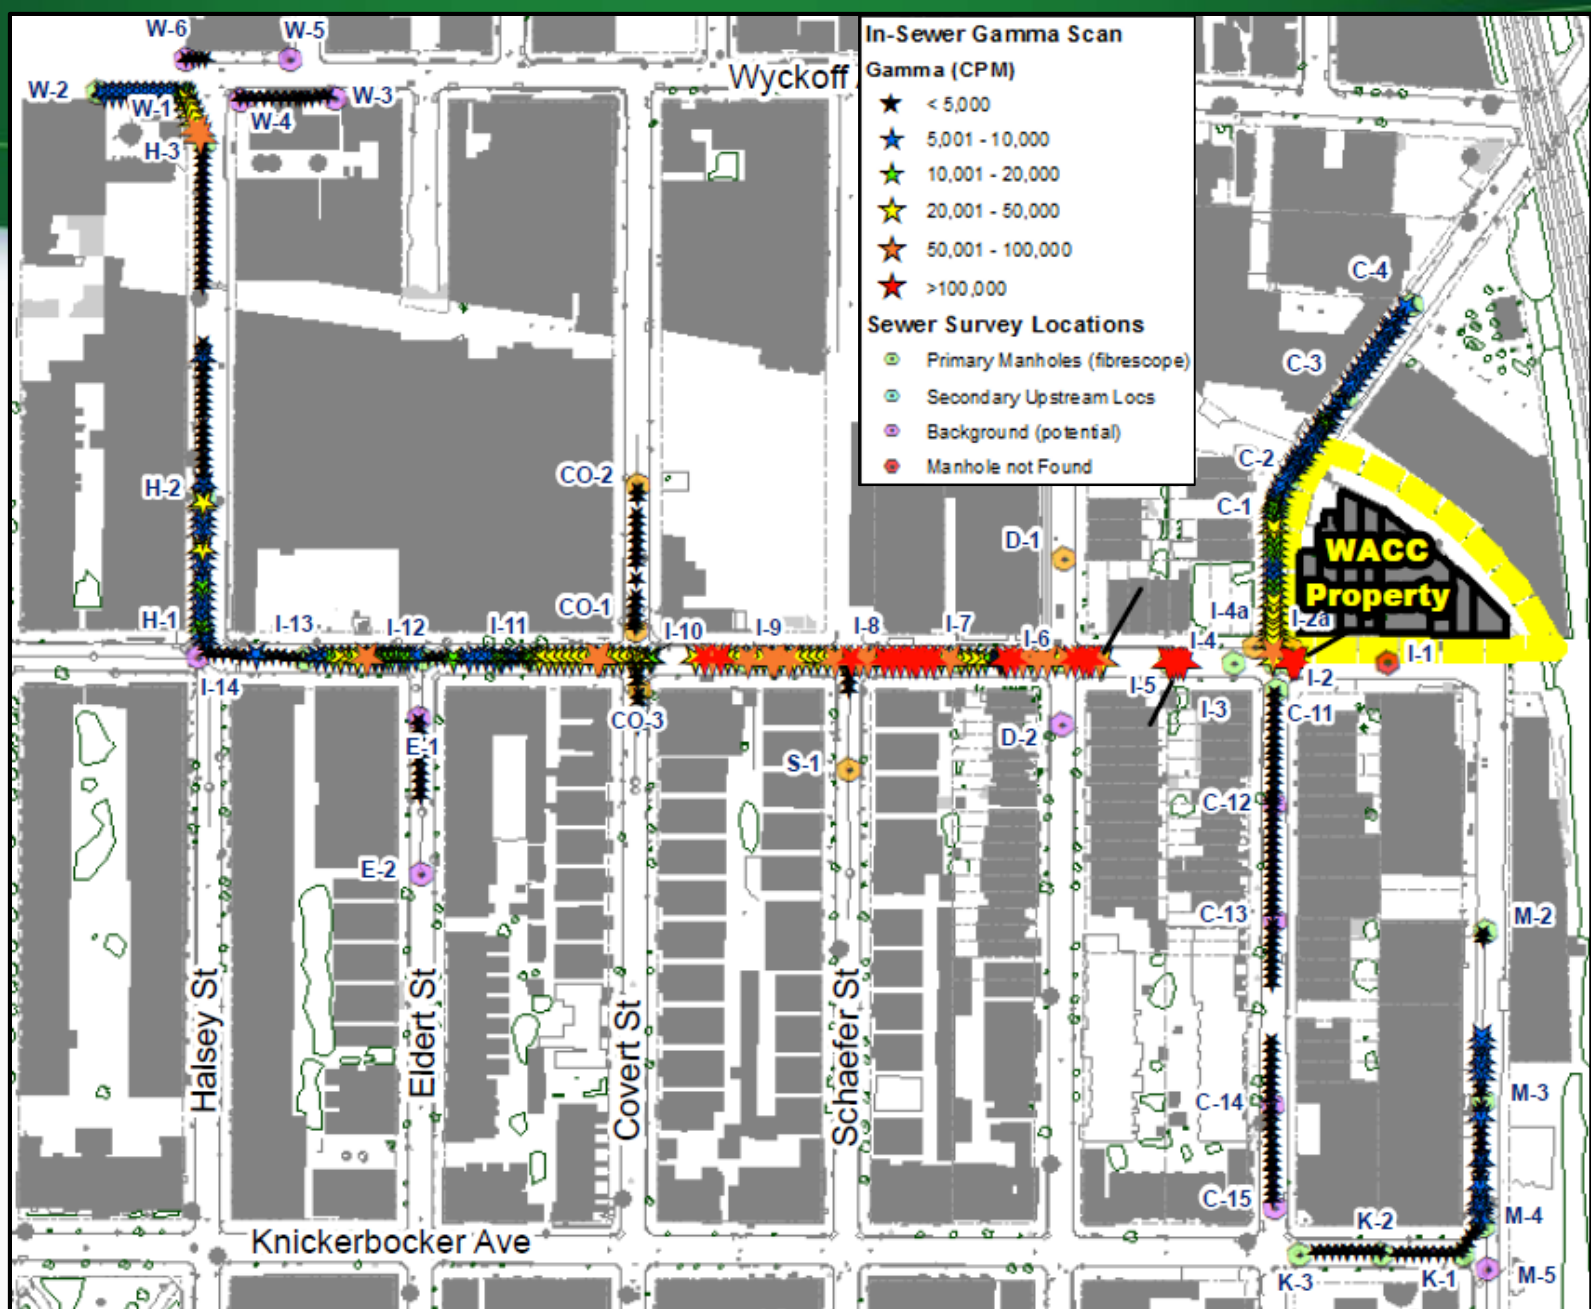 W-6
W-5
W-2
W-1
W-4
W-3
H-3
Wyckoff
In-Sewer Gamma Scan
Gamma (CPM)
< 5,000
5,001 - 10,000
10,001 - 20,000
20,001 - 50,000
50,001 - 100,000
>100,000
Sewer Survey Locations
Primary Manholes (fibrescope)
Secondary Upstream Locs
Background (potential)
Manhole not Found
C-4
C-3
C-2
C-1
H-2
CO-2
D-1
WACC
Property
H-1
I-13
I-12
I-11
CO-1
I-10
I-9
I-8
I-7
I-6
I-4a
I-4
I-2a
I-1
I-14
I-5
I-2
I-3
C-11
CO-3
E-1
S-1
D-2
C-12
E-2
C-13
M-2
Halsey St
Eldert St
Covert St
Schaefer St
C-14
M-3
C-15
K-2
M-4
Knickerbocker Ave
K-3
K-1
M-5